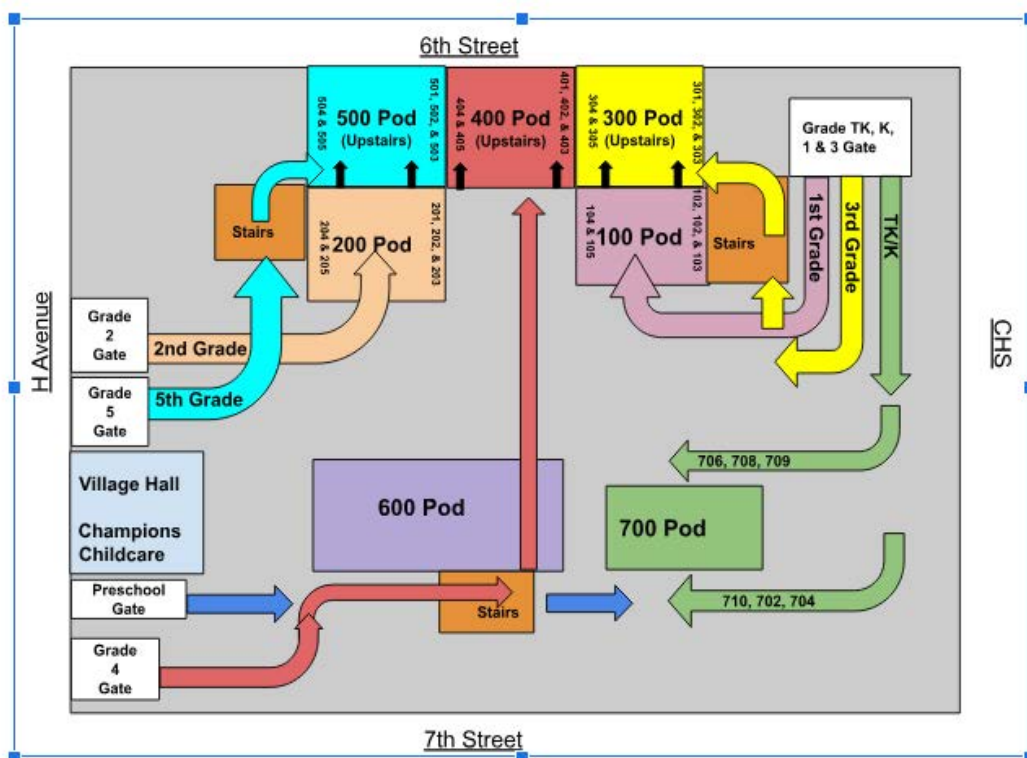 6th Street
504 & 505
500 Pod
(Upstairs)
501, 502, & 503
404 & 405
400 Pod
(Upstairs)
401, 402, & 403
304 & 305
300 Pod
(Upstairs)
301, 302, & 303
Grade TK, K,
1 & 3 Gate
Stairs
204 & 205
200 Pod
201, 202, & 203
104 & 105
100 Pod
102, 102, & 103
Stairs
1st Grade
3rd Grade
TK/K
H Avenue
CHS
Grade
2
Gate
2nd Grade
Grade
5
Gate
5th Grade
Village Hall
Champions
Childcare
600 Pod
706, 708, 709
700 Pod
Preschool
Gate
Stairs
710, 702, 704
Grade
4
Gate
7th Street